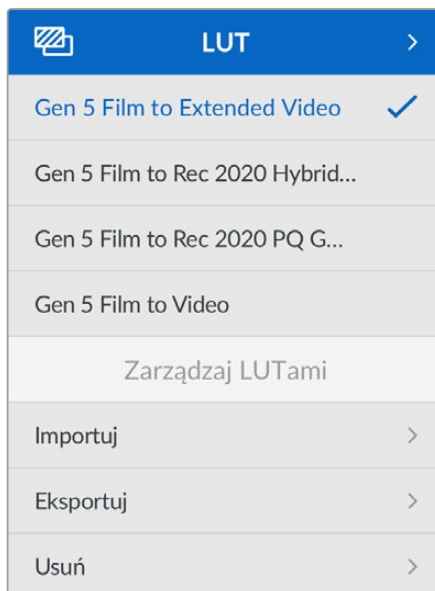 LUT
Gen 5 Film to Extended Video
Gen 5 Film to Rec 2020 Hybrid...
Gen 5 Film to Rec 2020 PQ G...
Gen 5 Film to Video
Zarządzaj LUTami
Importuj
Eksportuj
Usuń